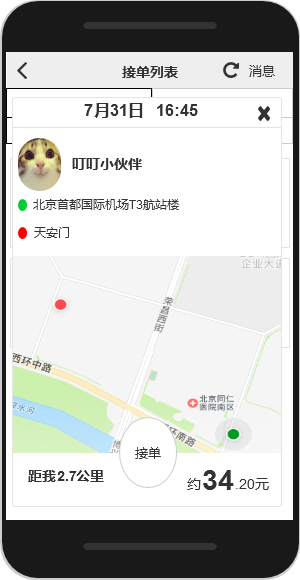 接单列表 消息
7月31日 16:45
叮叮小伙伴
北京首都国际机场T3航站楼
天安门
企业大道
荣昌西街
西环中路
北京同仁
医院南区
环南路
距我2.7公里
接单
约34.20元